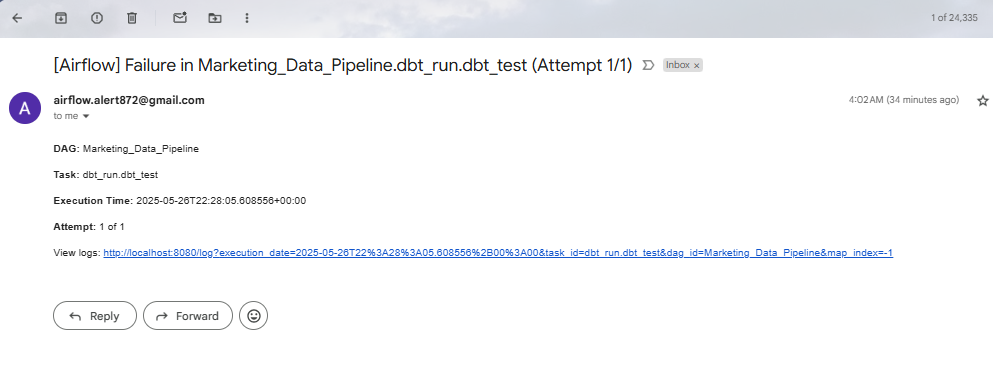 1 of 24,335
[Airflow] Failure in Marketing_Data_Pipeline.dbt_run.dbt_test (Attempt 1/1) Inbox ×
A
airflow.alert872@gmail.com 4:02 AM (34 minutes ago)
to me
DAG: Marketing_Data_Pipeline
Task: dbt_run.dbt_test
Execution Time: 2025-05-26T22:28:05.608556+00:00
Attempt: 1 of 1
View logs: http://localhost:8080/log?execution_date=2025-05-26T22%3A28%3A05.608556%2B00%3A00&task_id=dbt_run.dbt_test&dag_id=Marketing_Data_Pipeline&map_index=-1
Reply Forward